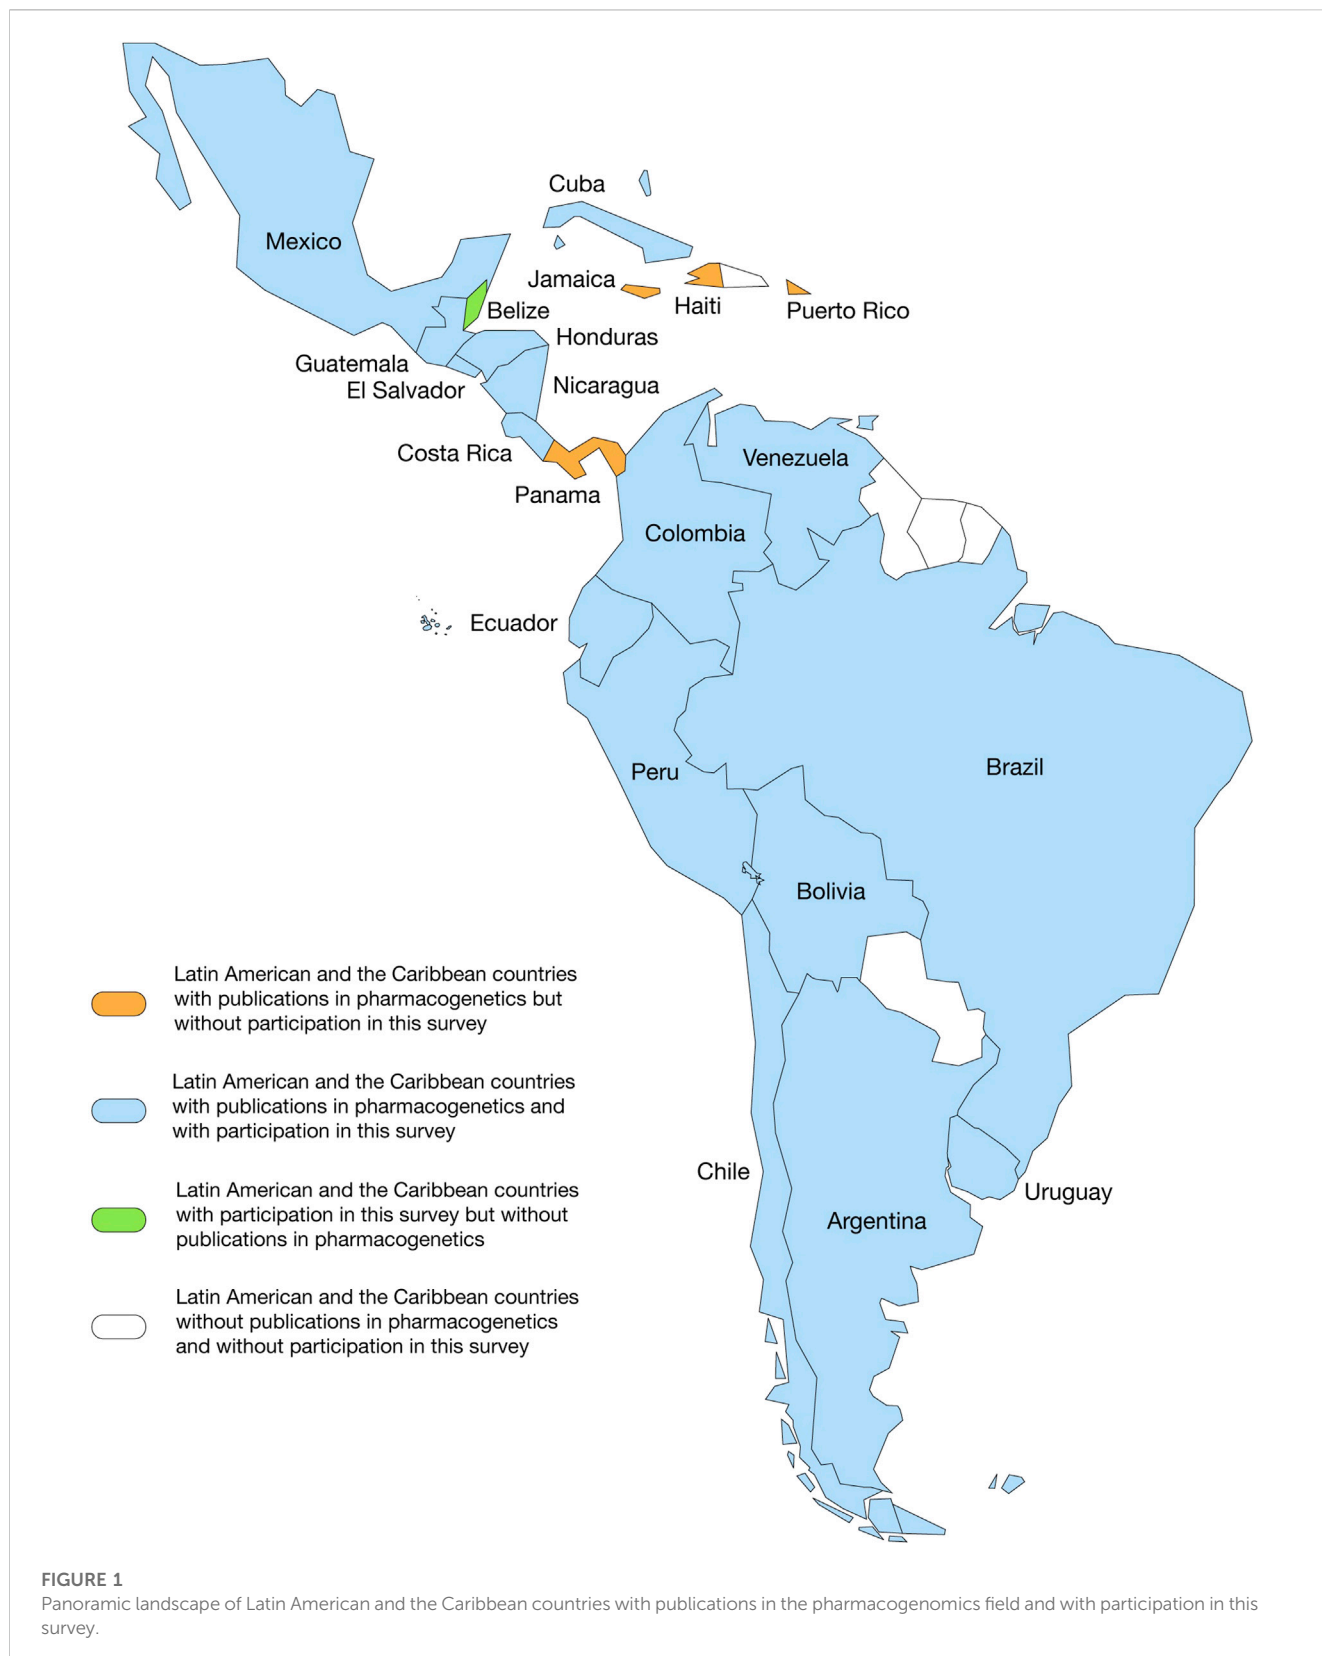 Cuba
Mexico
Jamaica
Haiti
Puerto Rico
Belize
Honduras
Guatemala
El Salvador
Nicaragua
Costa Rica
Panama
Venezuela
Colombia
Ecuador
Peru
Brazil
Bolivia
Chile
Argentina
Uruguay
Latin American and the Caribbean countries
with publications in pharmacogenetics but
without participation in this survey
Latin American and the Caribbean countries
with publications in pharmacogenetics and
with participation in this survey
Latin American and the Caribbean countries
with participation in this survey but without
publications in pharmacogenetics
Latin American and the Caribbean countries
without publications in pharmacogenetics
and without participation in this survey
FIGURE 1
Panoramic landscape of Latin American and the Caribbean countries with publications in the pharmacogenomics field and with participation in this
survey.